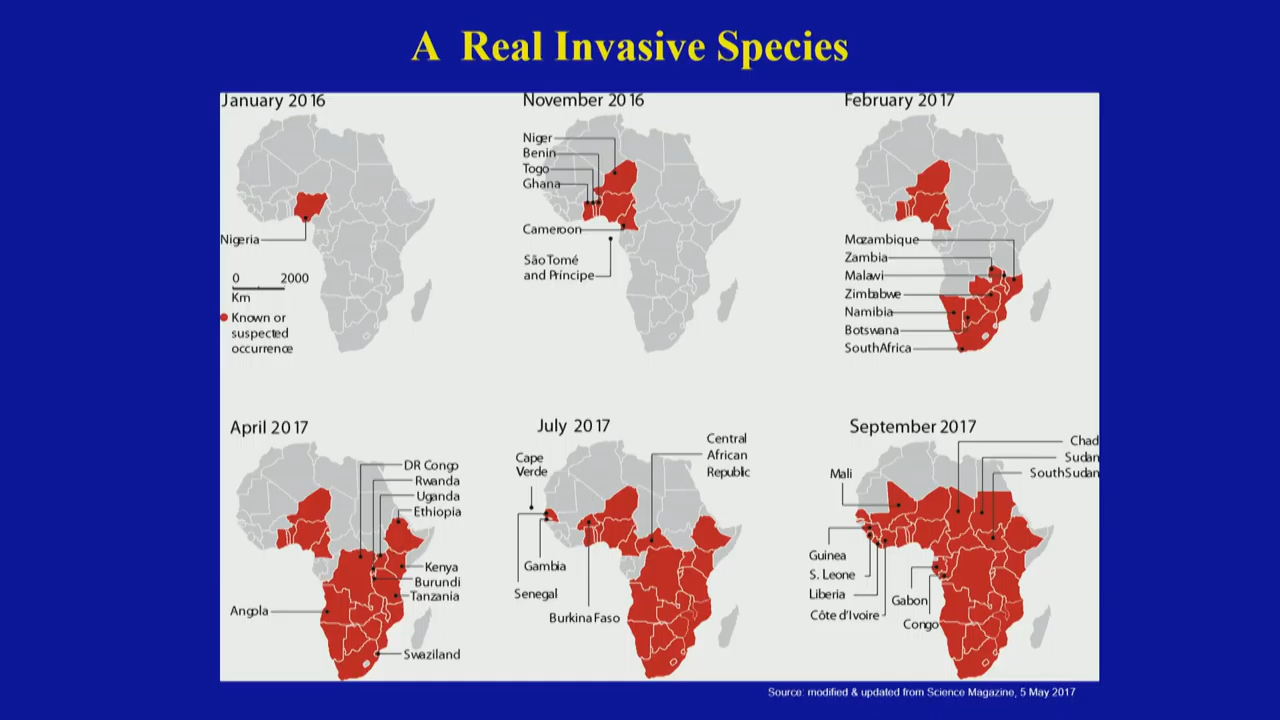 A Real Invasive Species
January 2016
Nigeria
0 2000
Km
Known or
suspected
occurrence
November 2016
Niger
Benin
Togo
Ghana
Cameroon
São Tomé
and Príncipe
February 2017
Mozambique
Zambia
Malawi
Zimbabwe
Namibia
Botswana
SouthAfrica
April 2017
DR Congo
Rwanda
Uganda
Ethiopia
Kenya
Burundi
Tanzania
Angola
Swaziland
July 2017
Cape
Verde
Central
African
Republic
Gambia
Senegal
Burkina Faso
September 2017
Chad
Sudan
SouthSudan
Mali
Guinea
S. Leone
Liberia
Côte d'Ivoire
Gabon
Congo
Source: modified & updated from Science Magazine, 5 May 2017